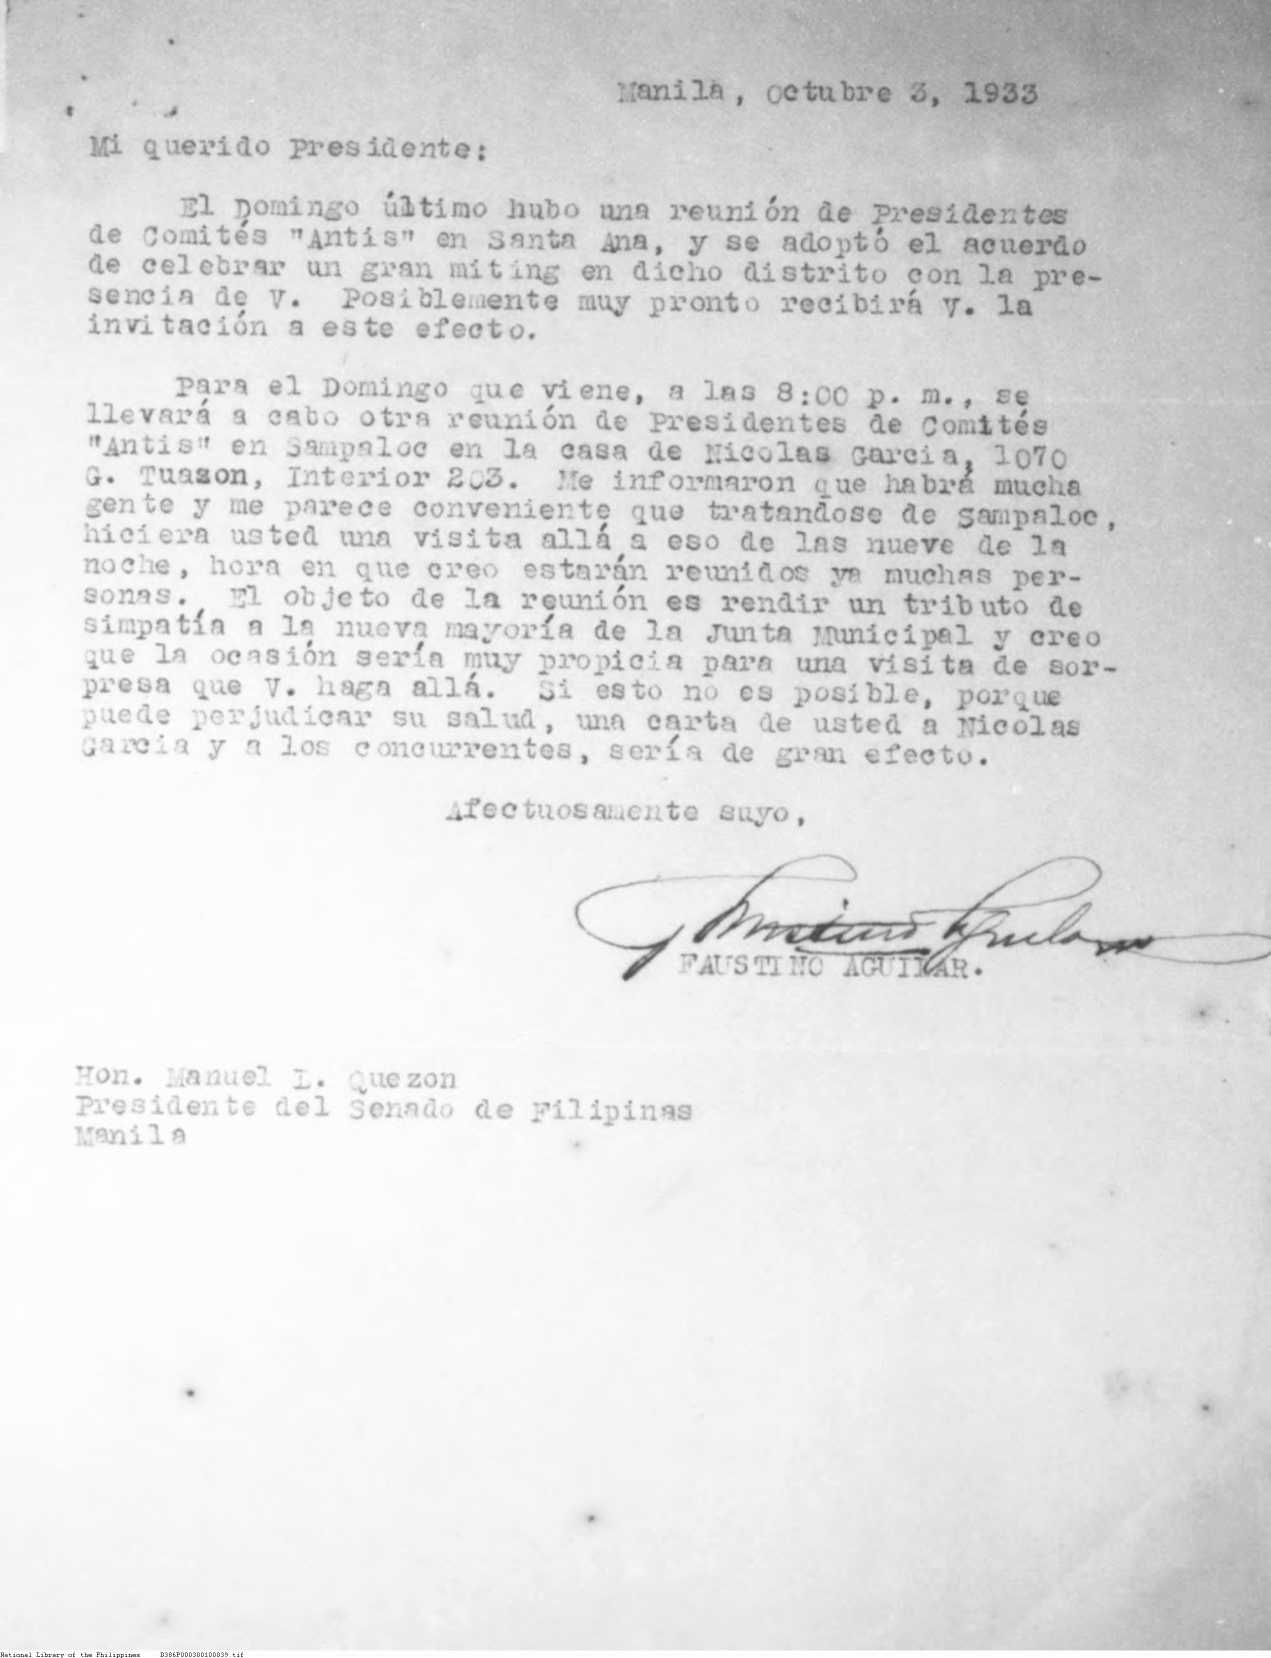 Manila, octubre 3, 1933
Mi querido presidente:
El Domingo último hubo una reunión de Presidentes
de Comités "Antis" en Santa Ana, y se adoptó el acuerdo
de celebrar un gran miting en dicho distrito con la pre-
sencia de V. Posiblemente muy pronto recibirá V. la
invitación a este efecto.
Para el Domingo que viene, a las 8:00 p. m., se
llevará a cabo otra reunión de Presidentes de Comités
"Antis" en Sampaloc en la casa de Nicolas Garcia, 1070
G. Tuason, Interior 203. Me informaron que habrá mucha
gente y me parece conveniente que tratandose de Sampaloc,
hiciera usted una visita allá a eso de las nueve de la
noche, hora en que creo estarán reunidos ya muchas per-
sonas. El objeto de la reunión es rendir un tributo de
simpatía a la nueva mayoría de la Junta Municipal y creo
que la ocasión sería muy propicia para una visita de sor-
presa que V. haga allá. Si esto no es posible, porque
puede perjudicar su salud, una carta de usted a Nicolas
Garcia y a los concurrentes, sería de gran efecto.
Afectuosamente suyo,
Faustino Aguilar
FAUSTINO AGUILAR.
Hon. Manuel L. Quezon
Presidente del Senado de Filipinas
Manila
National Library of the Philippines B386P000300100839.tif